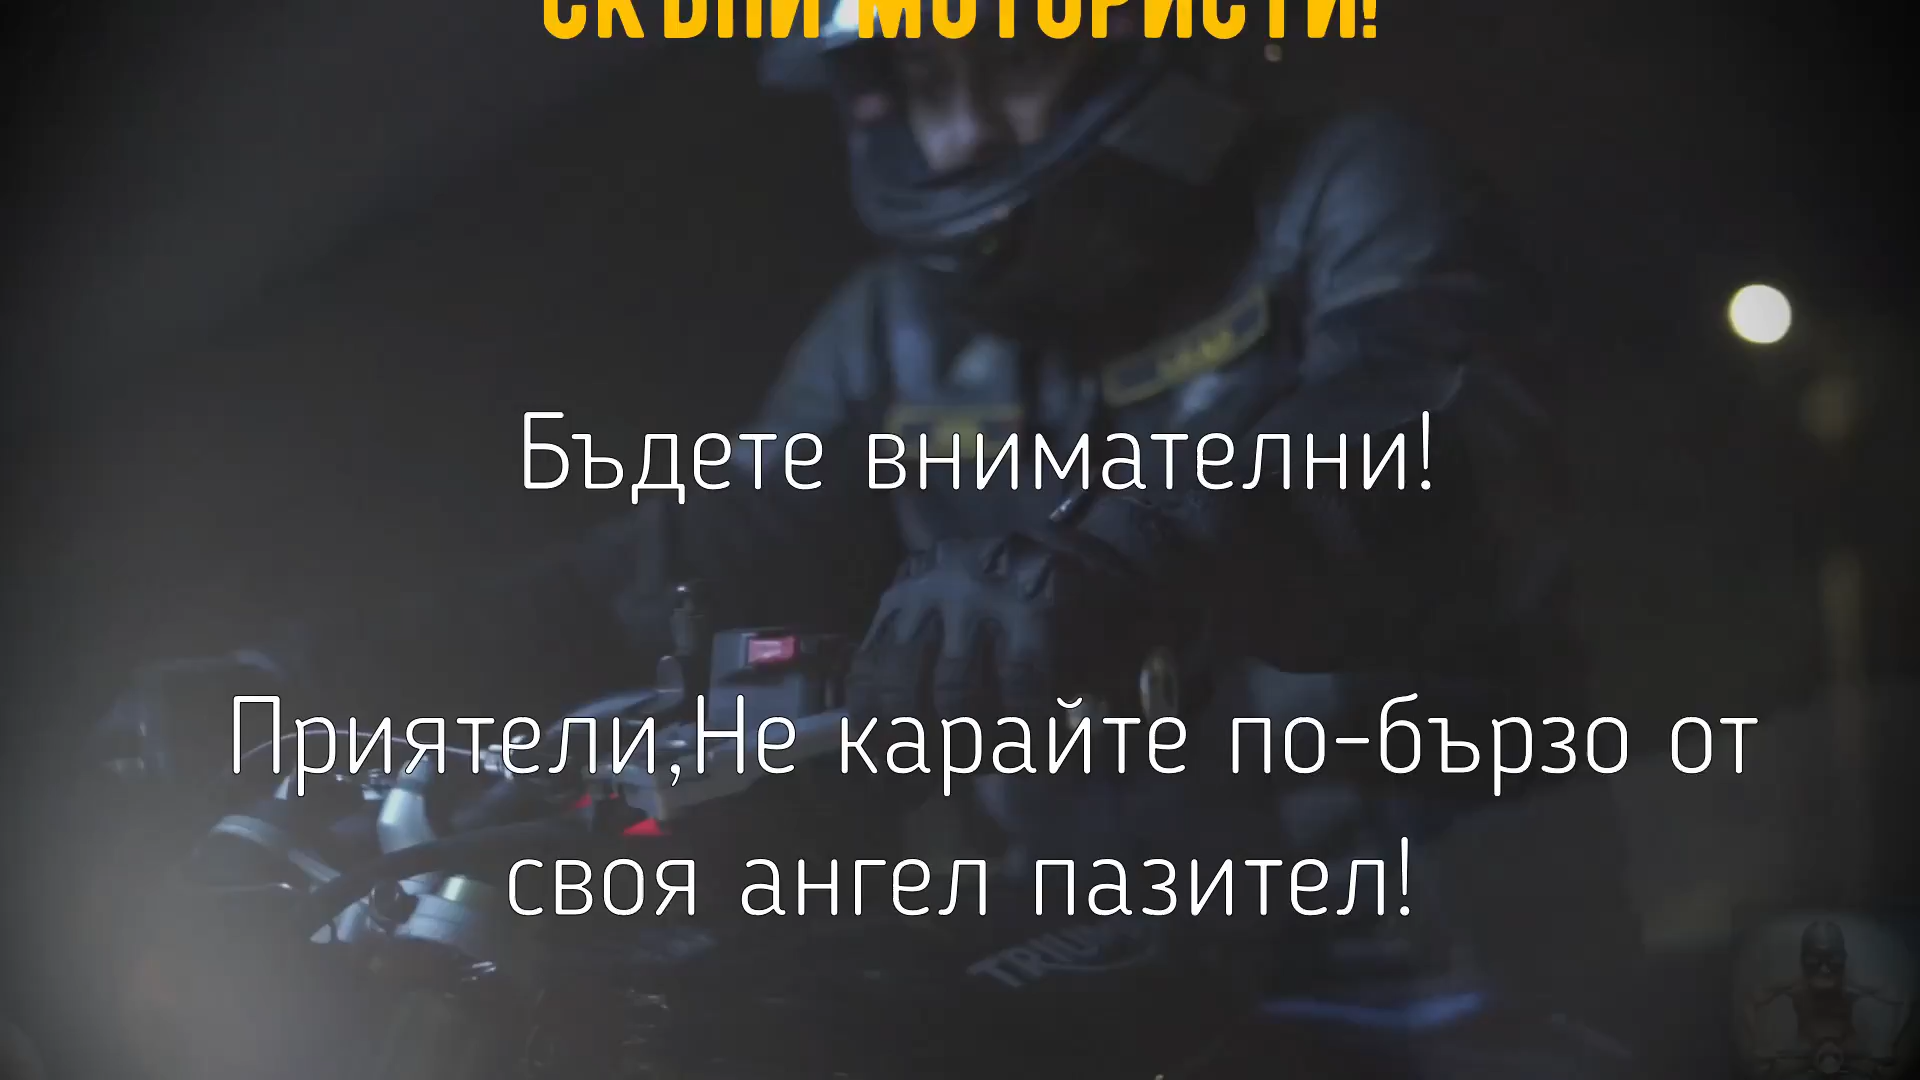 СКЪПИ МОТОРИСТИ!
Бъдете внимателни!
Приятели,Не карайте по-бързо от
своя ангел пазител!